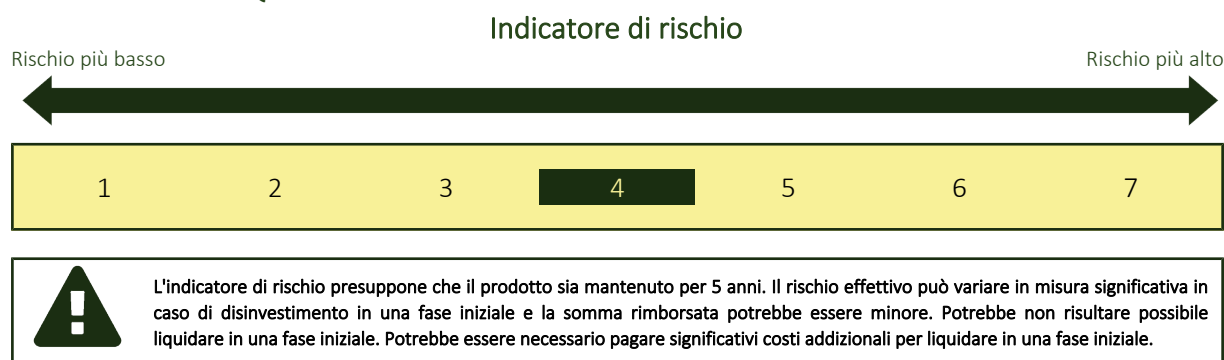 Indicatore di rischio
Rischio più basso
Rischio più alto
1 2 3 4 5 6 7
L'indicatore di rischio presuppone che il prodotto sia mantenuto per 5 anni. Il rischio effettivo può variare in misura significativa in
caso di disinvestimento in una fase iniziale e la somma rimborsata potrebbe essere minore. Potrebbe non risultare possibile
liquidare in una fase iniziale. Potrebbe essere necessario pagare significativi costi addizionali per liquidare in una fase iniziale.